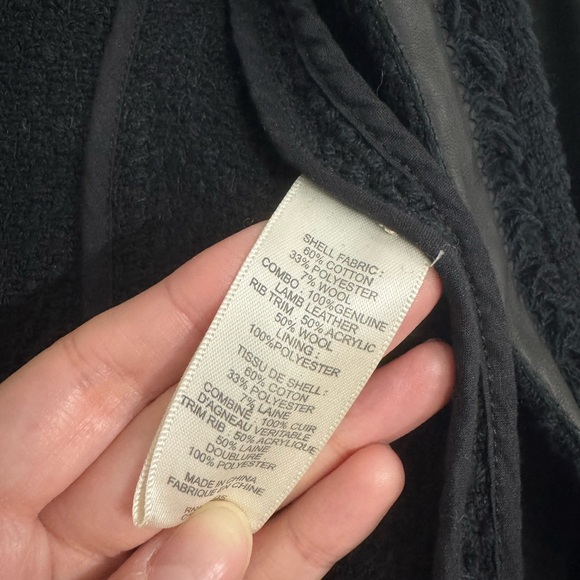 SHELL FABRIC :
60% COTTON
33% POLYESTER
7% WOOL
COMBO : 100%GENUINE
LAMB LEATHER
RIB TRIM : 50% ACRYLIC
50% WOOL
LINING :
100%POLYESTER
TISSU DE SHELL :
60% COTTON
33% POLYESTER
7% LAINE
COMBINÉ : 100% CUIR
D'AGNEAU VERITABLE
TRIM RIB : 50% ACRYLIQUE
50% LAINE
DOUBLURE :
100% POLYESTER
MADE IN CHINA
FABRIQUE EN CHINE